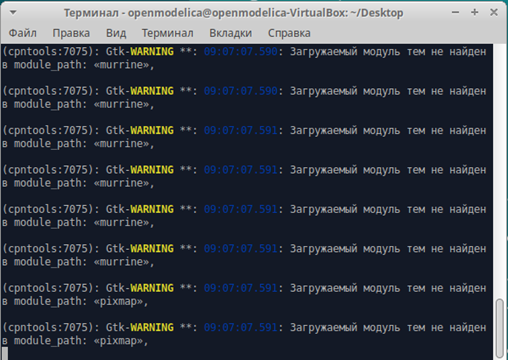 Терминал - openmodelica@openmodelica-VirtualBox: ~/Desktop
Файл Правка Вид Терминал Вкладки Справка
(cpntools:7075): Gtk-WARNING **: 09:07:07.590: Загружаемый модуль тем не найден
в module_path: «murrine»,
(cpntools:7075): Gtk-WARNING **: 09:07:07.590: Загружаемый модуль тем не найден
в module_path: «murrine»,
(cpntools:7075): Gtk-WARNING **: 09:07:07.591: Загружаемый модуль тем не найден
в module_path: «murrine»,
(cpntools:7075): Gtk-WARNING **: 09:07:07.591: Загружаемый модуль тем не найден
в module_path: «murrine»,
(cpntools:7075): Gtk-WARNING **: 09:07:07.591: Загружаемый модуль тем не найден
в module_path: «murrine»,
(cpntools:7075): Gtk-WARNING **: 09:07:07.591: Загружаемый модуль тем не найден
в module_path: «murrine»,
(cpntools:7075): Gtk-WARNING **: 09:07:07.591: Загружаемый модуль тем не найден
в module_path: «pixmap»,
(cpntools:7075): Gtk-WARNING **: 09:07:07.591: Загружаемый модуль тем не найден
в module_path: «pixmap»,